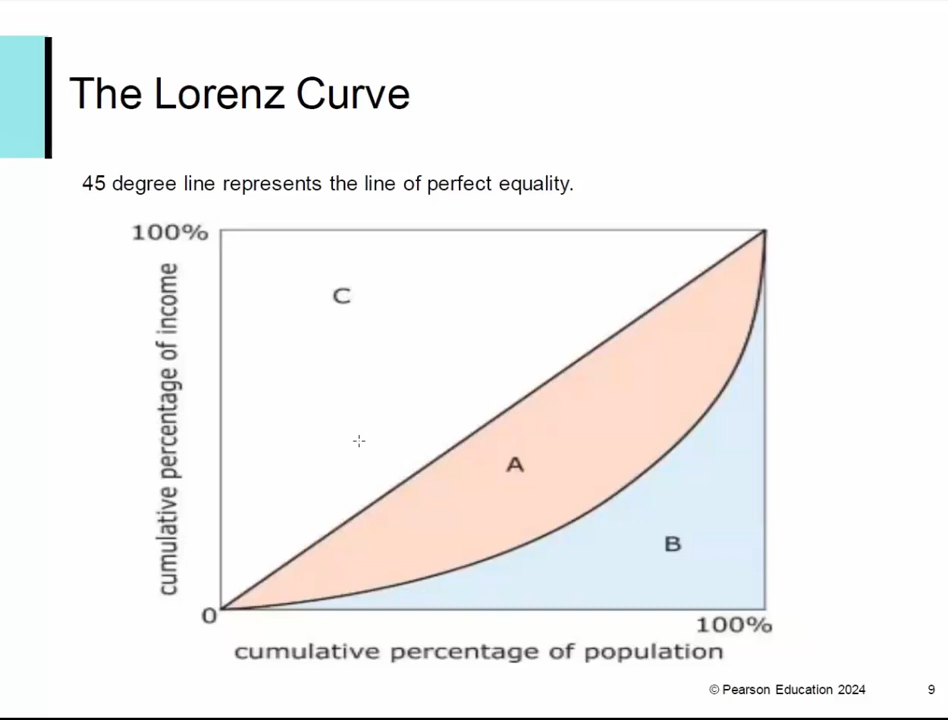 The Lorenz Curve
45 degree line represents the line of perfect equality.
100%
cumulative percentage of income
C
A
B
0
100%
cumulative percentage of population
© Pearson Education 2024
9